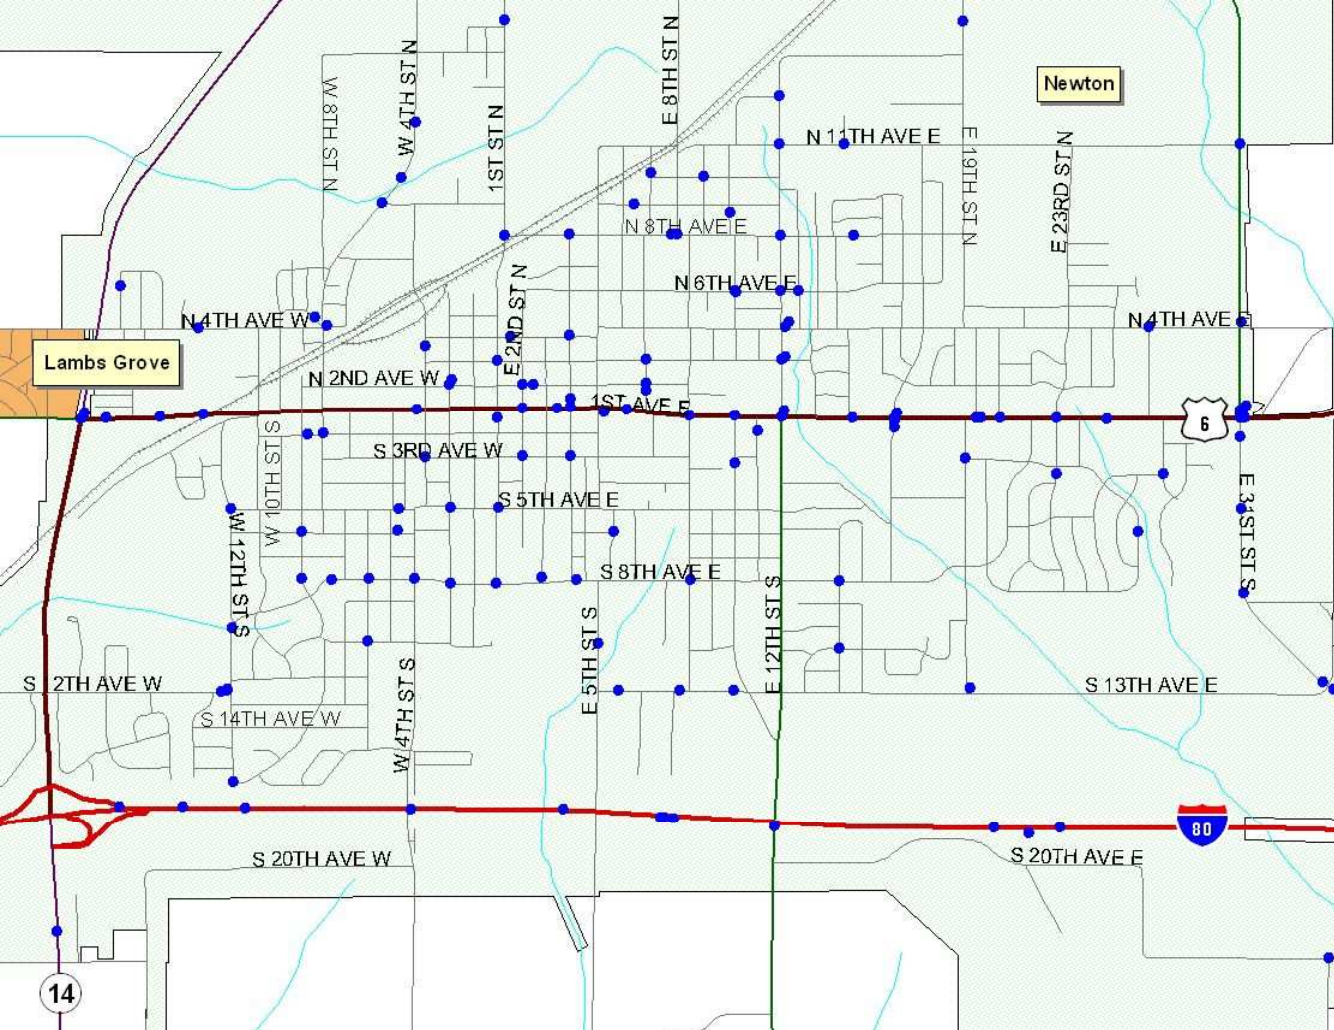 W 4TH ST N
E 8TH ST N
W 8TH ST N
1ST ST N
Newton
N 11TH AVE E
E 19TH ST N
E 23RD ST N
N 8TH AVE E
N 6TH AVE E
E 2ND ST N
N 4TH AVE W
N 4TH AVE E
Lambs Grove
N 2ND AVE W
1ST AVE E
6
S 3RD AVE W
W 10TH ST S
S 5TH AVE E
E 31ST ST S
W 12TH ST S
S 8TH AVE E
E 12TH ST S
E 5TH ST S
S 12TH AVE W
W 4TH ST S
S 13TH AVE E
S 14TH AVE W
80
S 20TH AVE W
S 20TH AVE E
14